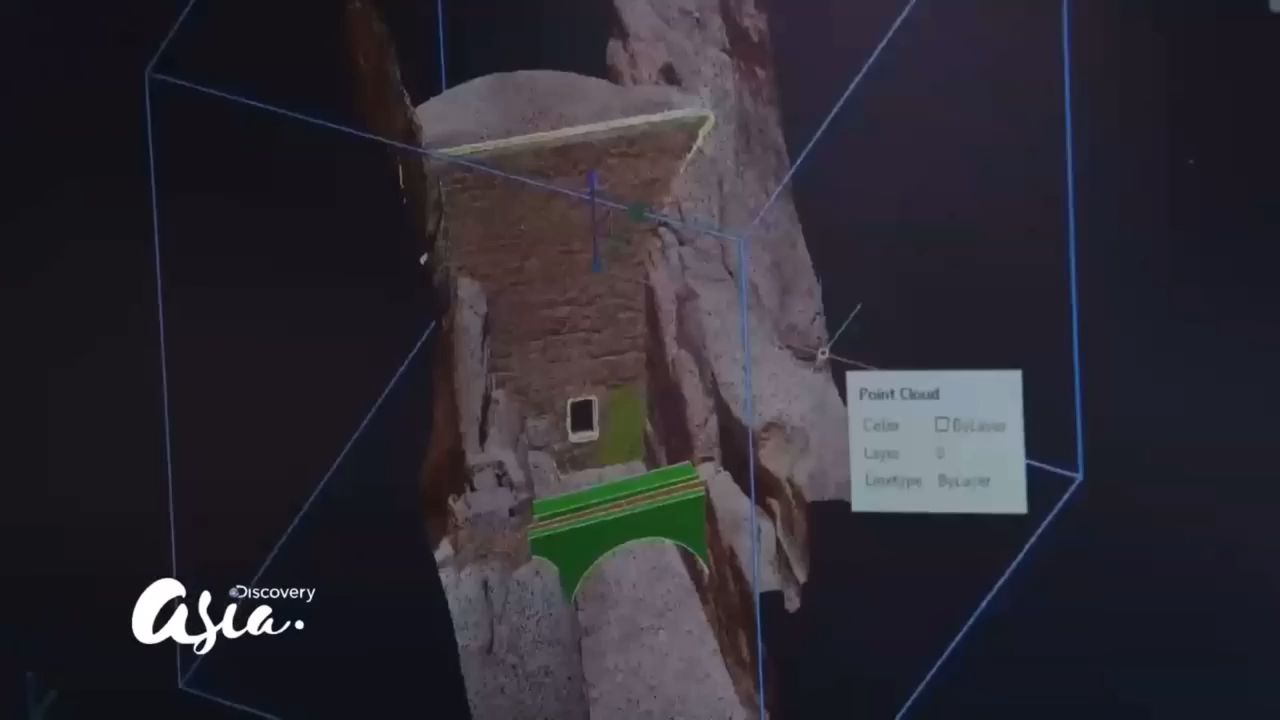 Point Cloud
Color ByLayer
Layer 0
Linetype ByLayer
Discovery
asia.